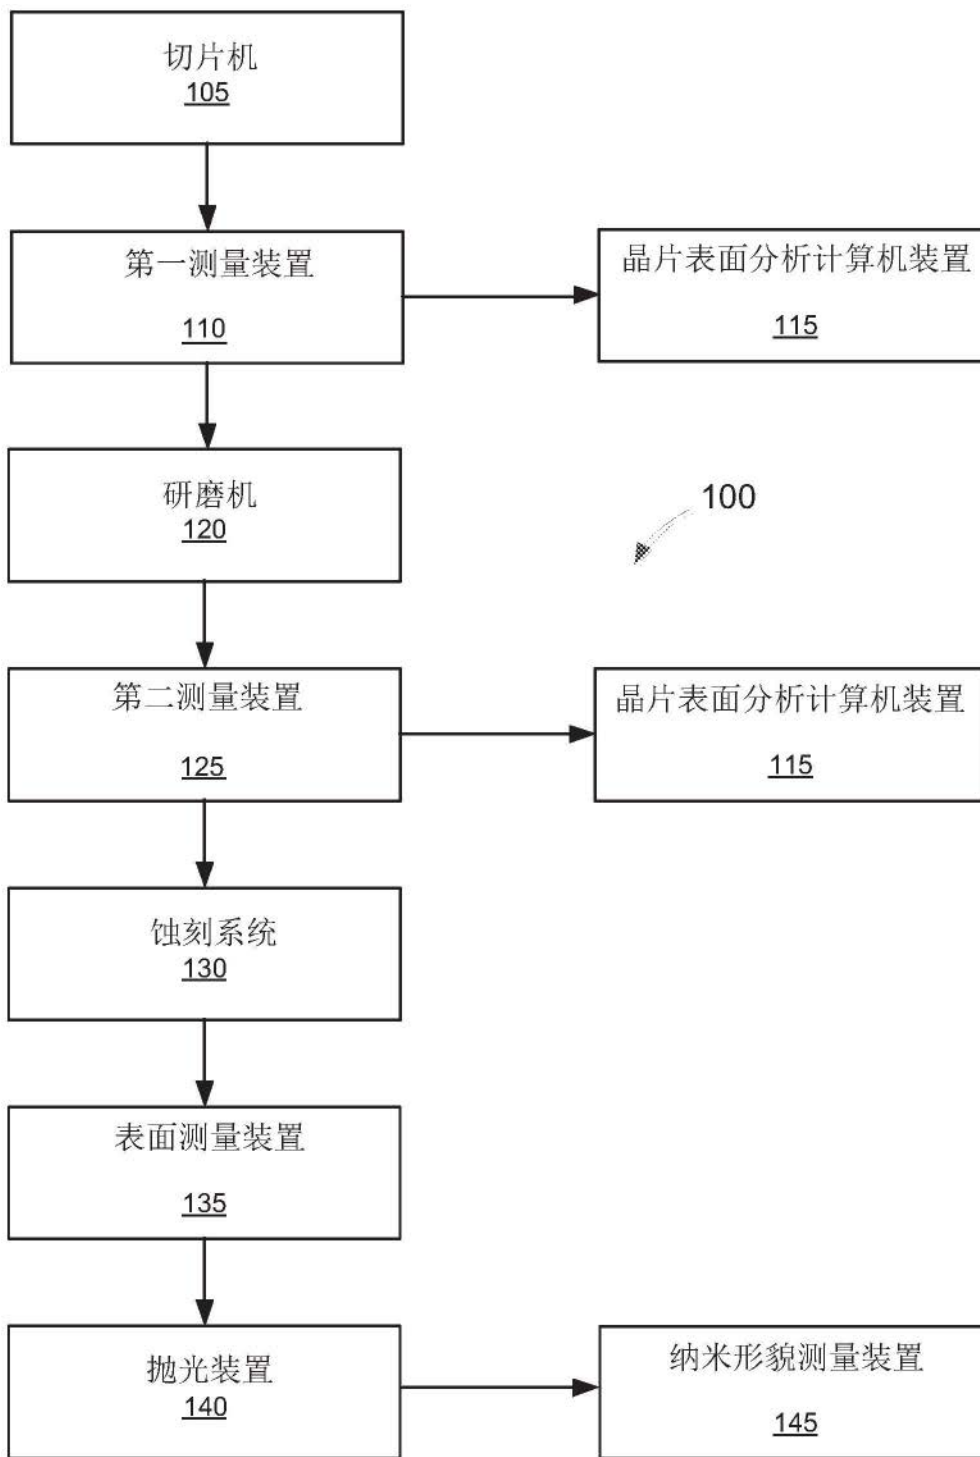 切片机
105
第一测量装置
110
晶片表面分析计算机装置
115
研磨机
120
100
第二测量装置
125
晶片表面分析计算机装置
115
蚀刻系统
130
表面测量装置
135
抛光装置
140
纳米形貌测量装置
145